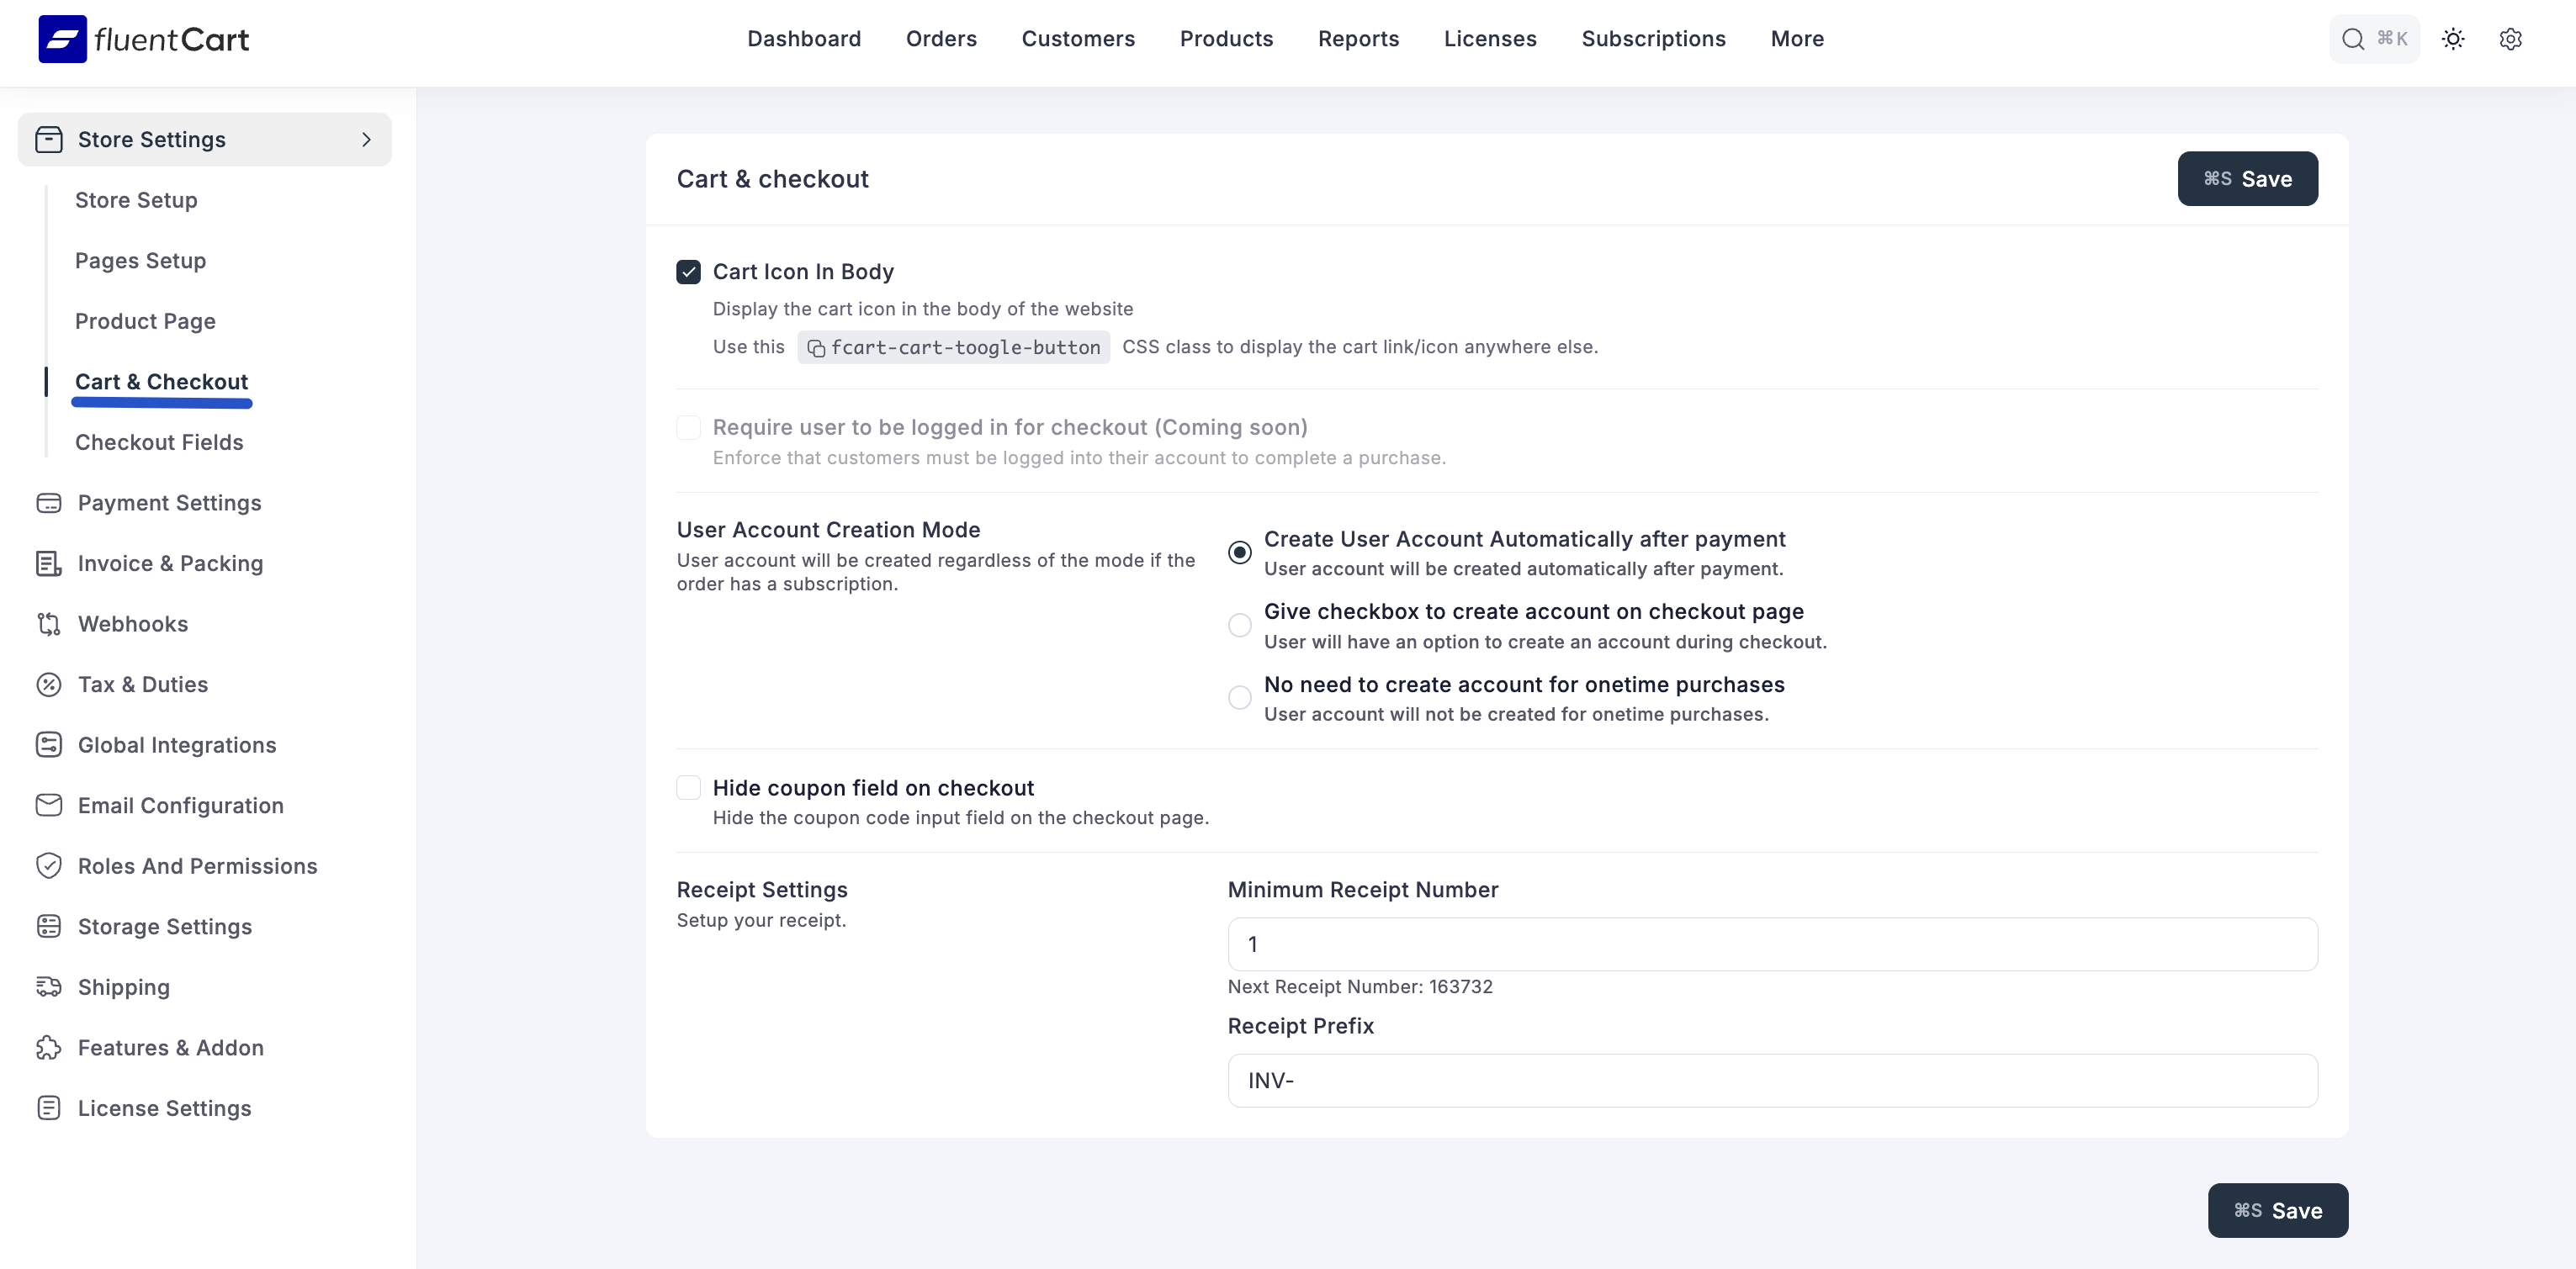 fluentCart
Dashboard
Orders
Customers
Products
Reports
Licenses
Subscriptions
More
⌘K
Store Settings
Store Setup
Pages Setup
Product Page
Cart & Checkout
Checkout Fields
Payment Settings
Invoice & Packing
Webhooks
Tax & Duties
Global Integrations
Email Configuration
Roles And Permissions
Storage Settings
Shipping
Features & Addon
License Settings
Cart & checkout
⌘S Save
Cart Icon In Body
Display the cart icon in the body of the website
Use this fcart-cart-toogle-button CSS class to display the cart link/icon anywhere else.
Require user to be logged in for checkout (Coming soon)
Enforce that customers must be logged into their account to complete a purchase.
User Account Creation Mode
User account will be created regardless of the mode if the
order has a subscription.
Create User Account Automatically after payment
User account will be created automatically after payment.
Give checkbox to create account on checkout page
User will have an option to create an account during checkout.
No need to create account for onetime purchases
User account will not be created for onetime purchases.
Hide coupon field on checkout
Hide the coupon code input field on the checkout page.
Receipt Settings
Setup your receipt.
Minimum Receipt Number
1
Next Receipt Number: 163732
Receipt Prefix
INV-
⌘S Save